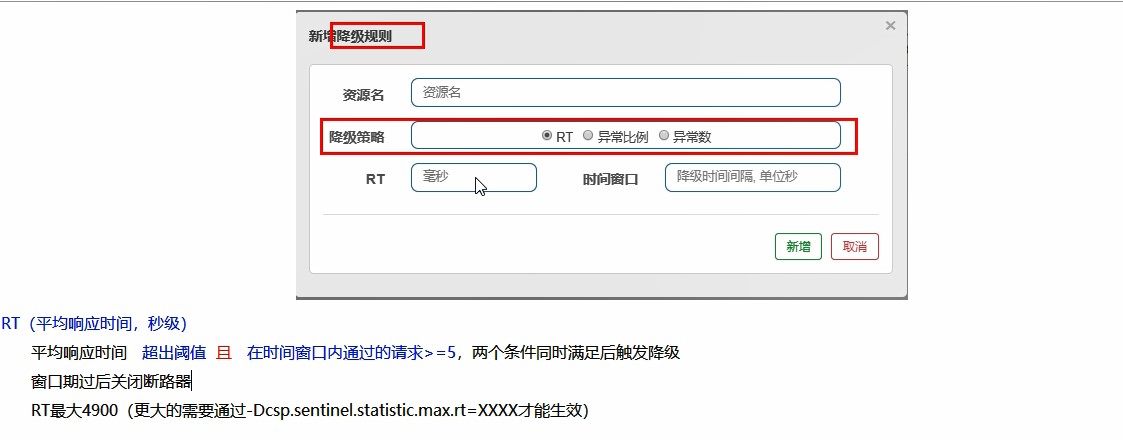 新增降级规则 ×
资源名 资源名
降级策略 RT 异常比例 异常数
RT 毫秒 时间窗口 降级时间间隔, 单位秒
新增 取消
RT（平均响应时间，秒级）
平均响应时间 超出阈值 且 在时间窗口内通过的请求>=5，两个条件同时满足后触发降级
窗口期过后关闭断路器
RT最大4900（更大的需要通过-Dcsp.sentinel.statistic.max.rt=XXXX才能生效）